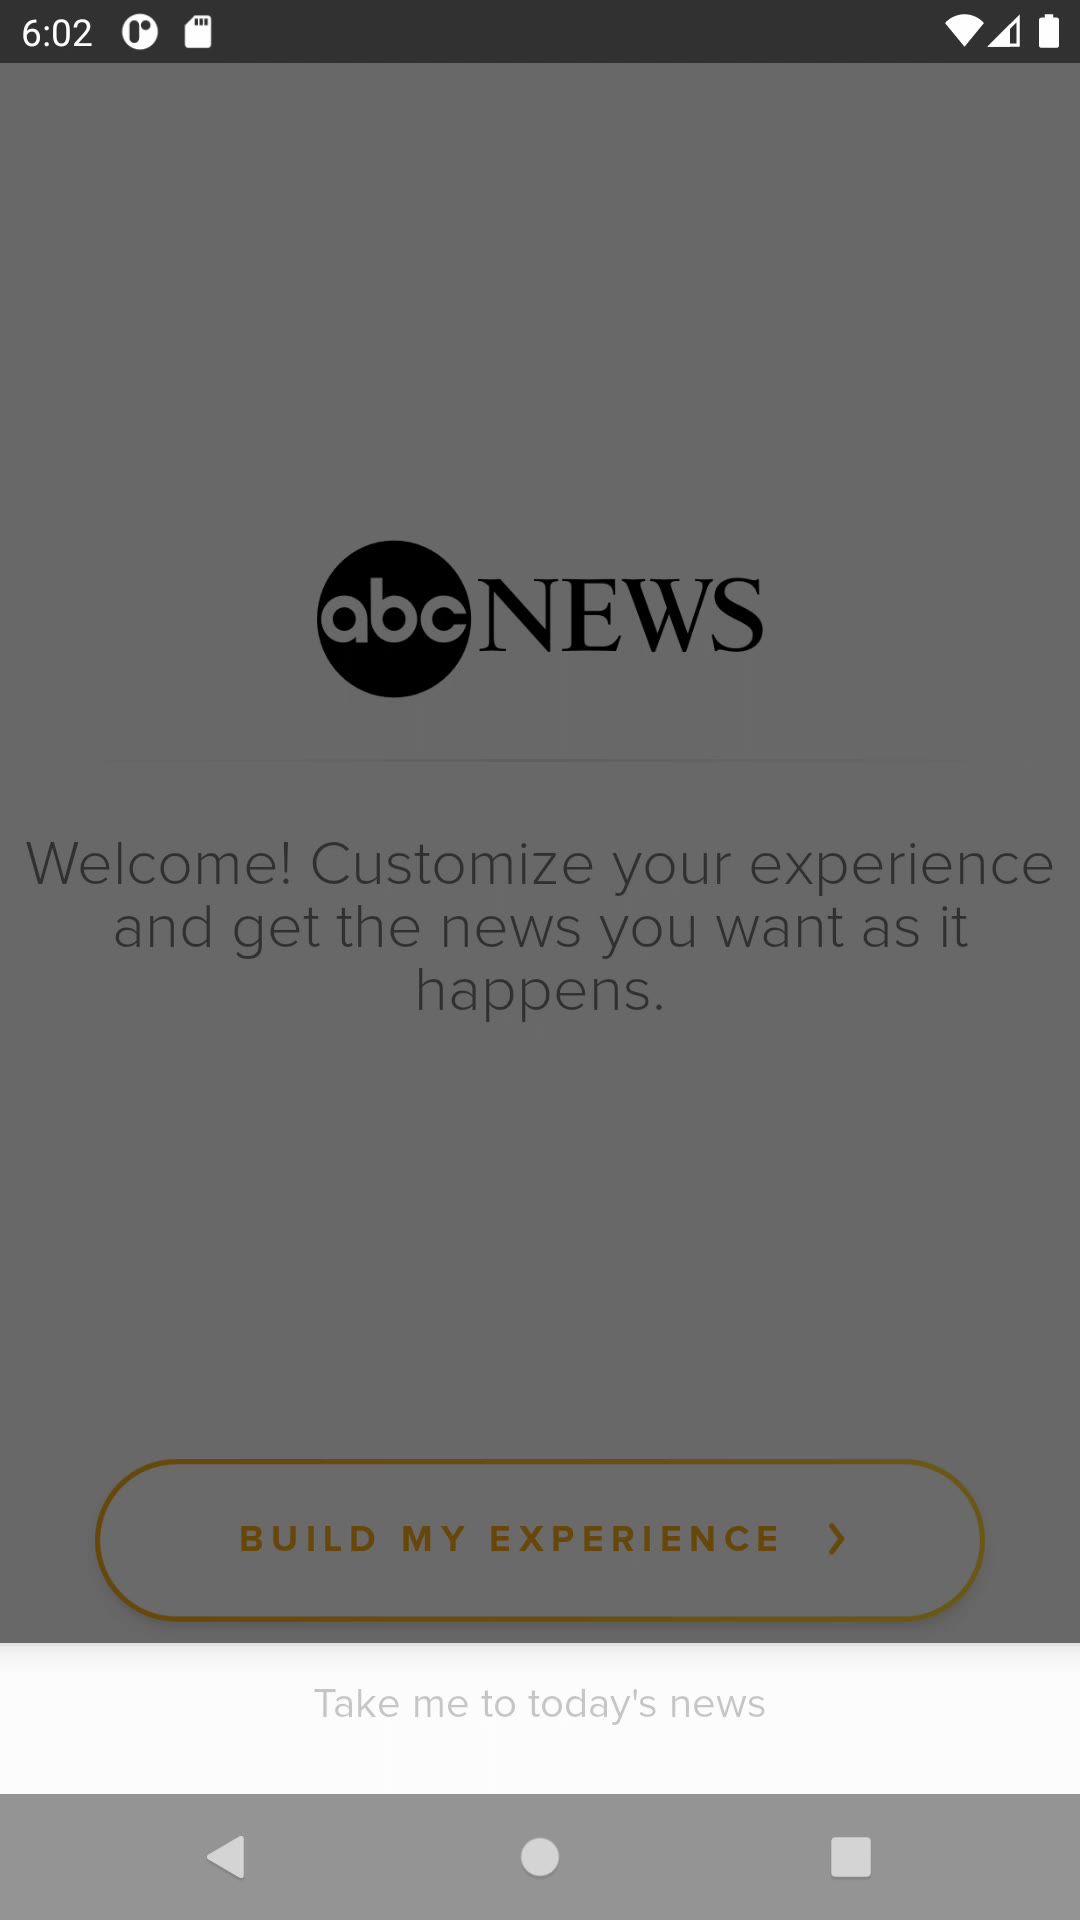 6:02
abc NEWS
Welcome! Customize your experience
and get the news you want as it
happens.
BUILD MY EXPERIENCE
Take me to today's news